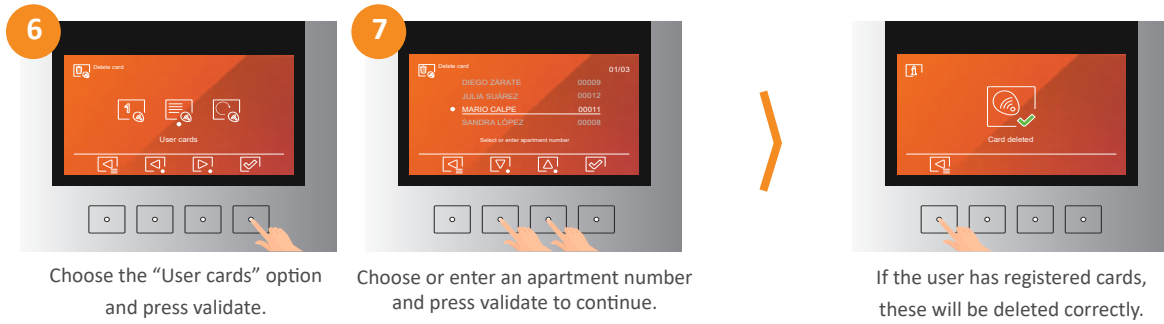 6
Delete card
1
User cards
Choose the “User cards” option
and press validate.
7
Delete card
01/03
DIEGO ZÁRATE 00009
JULIA SUÁREZ 00012
MARIO CALPE 00011
SANDRA LÓPEZ 00008
Select or enter apartment number
Choose or enter an apartment number
and press validate to continue.
Card deleted
If the user has registered cards,
these will be deleted correctly.